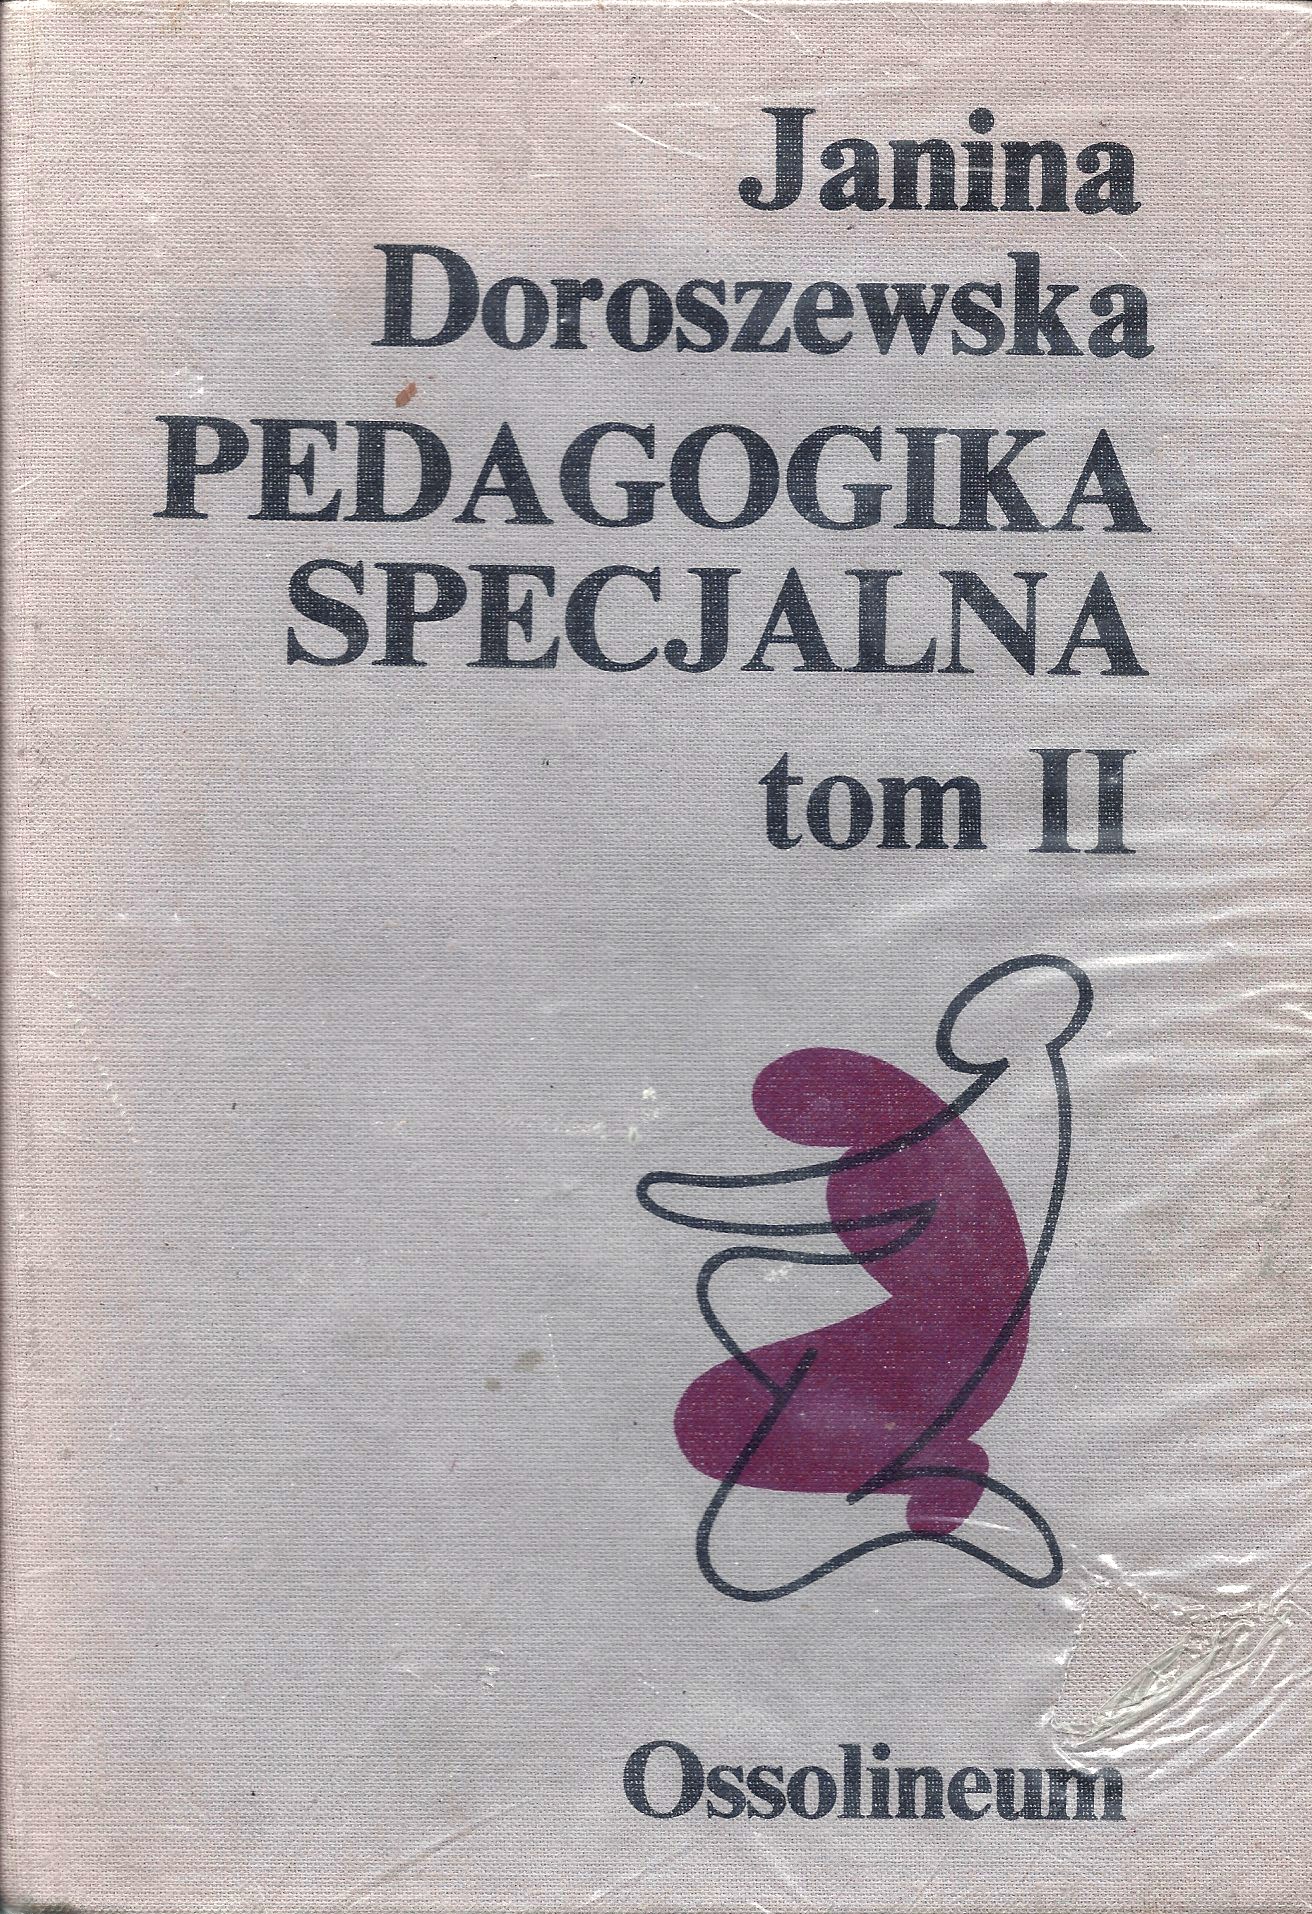 Janina
Doroszewska
PEDAGOGIKA
SPECJALNA
tom II
Ossolineum